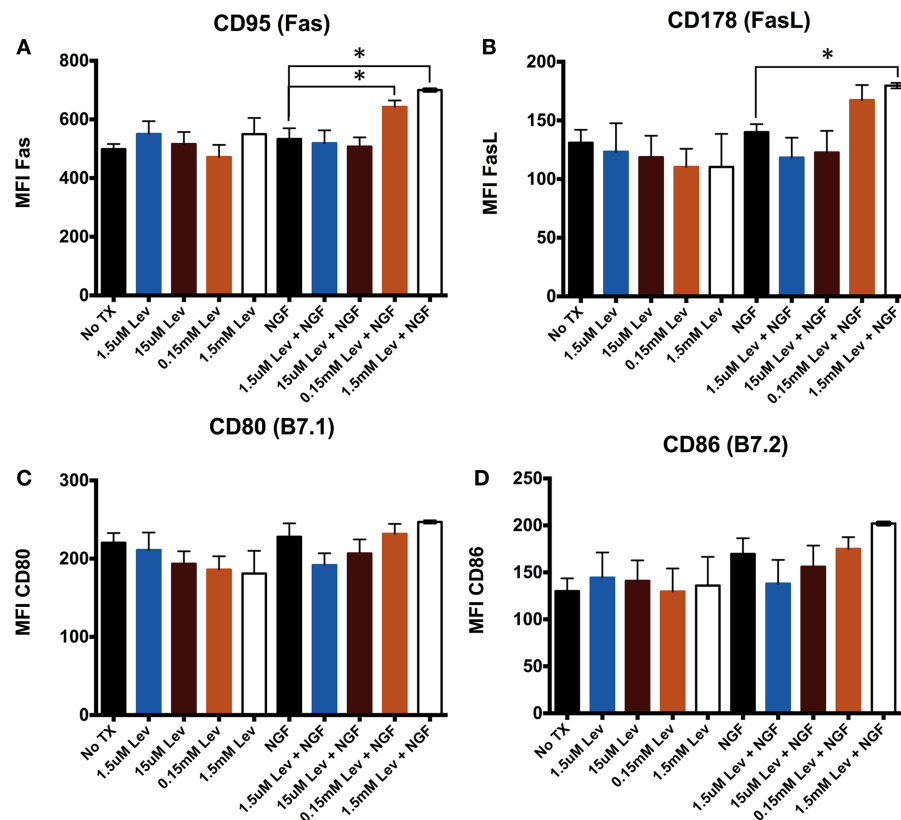 A
CD95 (Fas)
MFI Fas
800
600
400
200
0
*
*
No TX
1.5uM Lev
15uM Lev
0.15mM Lev
1.5mM Lev
NGF
1.5uM Lev + NGF
15uM Lev + NGF
0.15mM Lev + NGF
1.5mM Lev + NGF
B
CD178 (FasL)
MFI FasL
200
150
100
50
0
*
No TX
1.5uM Lev
15uM Lev
0.15mM Lev
1.5mM Lev
NGF
1.5uM Lev + NGF
15uM Lev + NGF
0.15mM Lev + NGF
1.5mM Lev + NGF
C
CD80 (B7.1)
MFI CD80
300
200
100
0
No TX
1.5uM Lev
15uM Lev
0.15mM Lev
1.5mM Lev
NGF
1.5uM Lev + NGF
15uM Lev + NGF
0.15mM Lev + NGF
1.5mM Lev + NGF
D
CD86 (B7.2)
MFI CD86
250
200
150
100
50
0
No TX
1.5uM Lev
15uM Lev
0.15mM Lev
1.5mM Lev
NGF
1.5uM Lev + NGF
15uM Lev + NGF
0.15mM Lev + NGF
1.5mM Lev + NGF